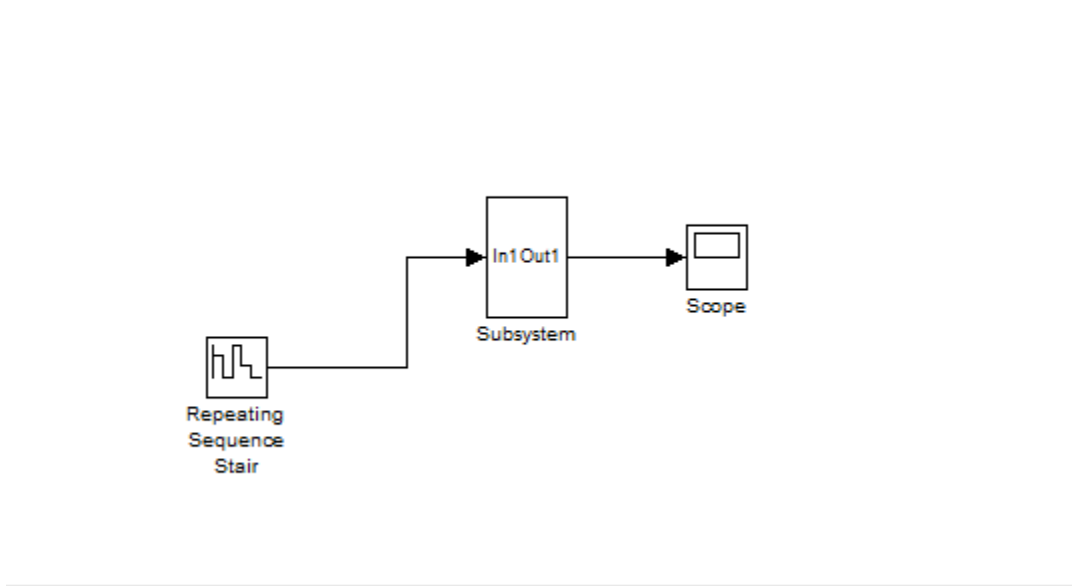 In1 Out1
Subsystem
Scope
Repeating
Sequence
Stair